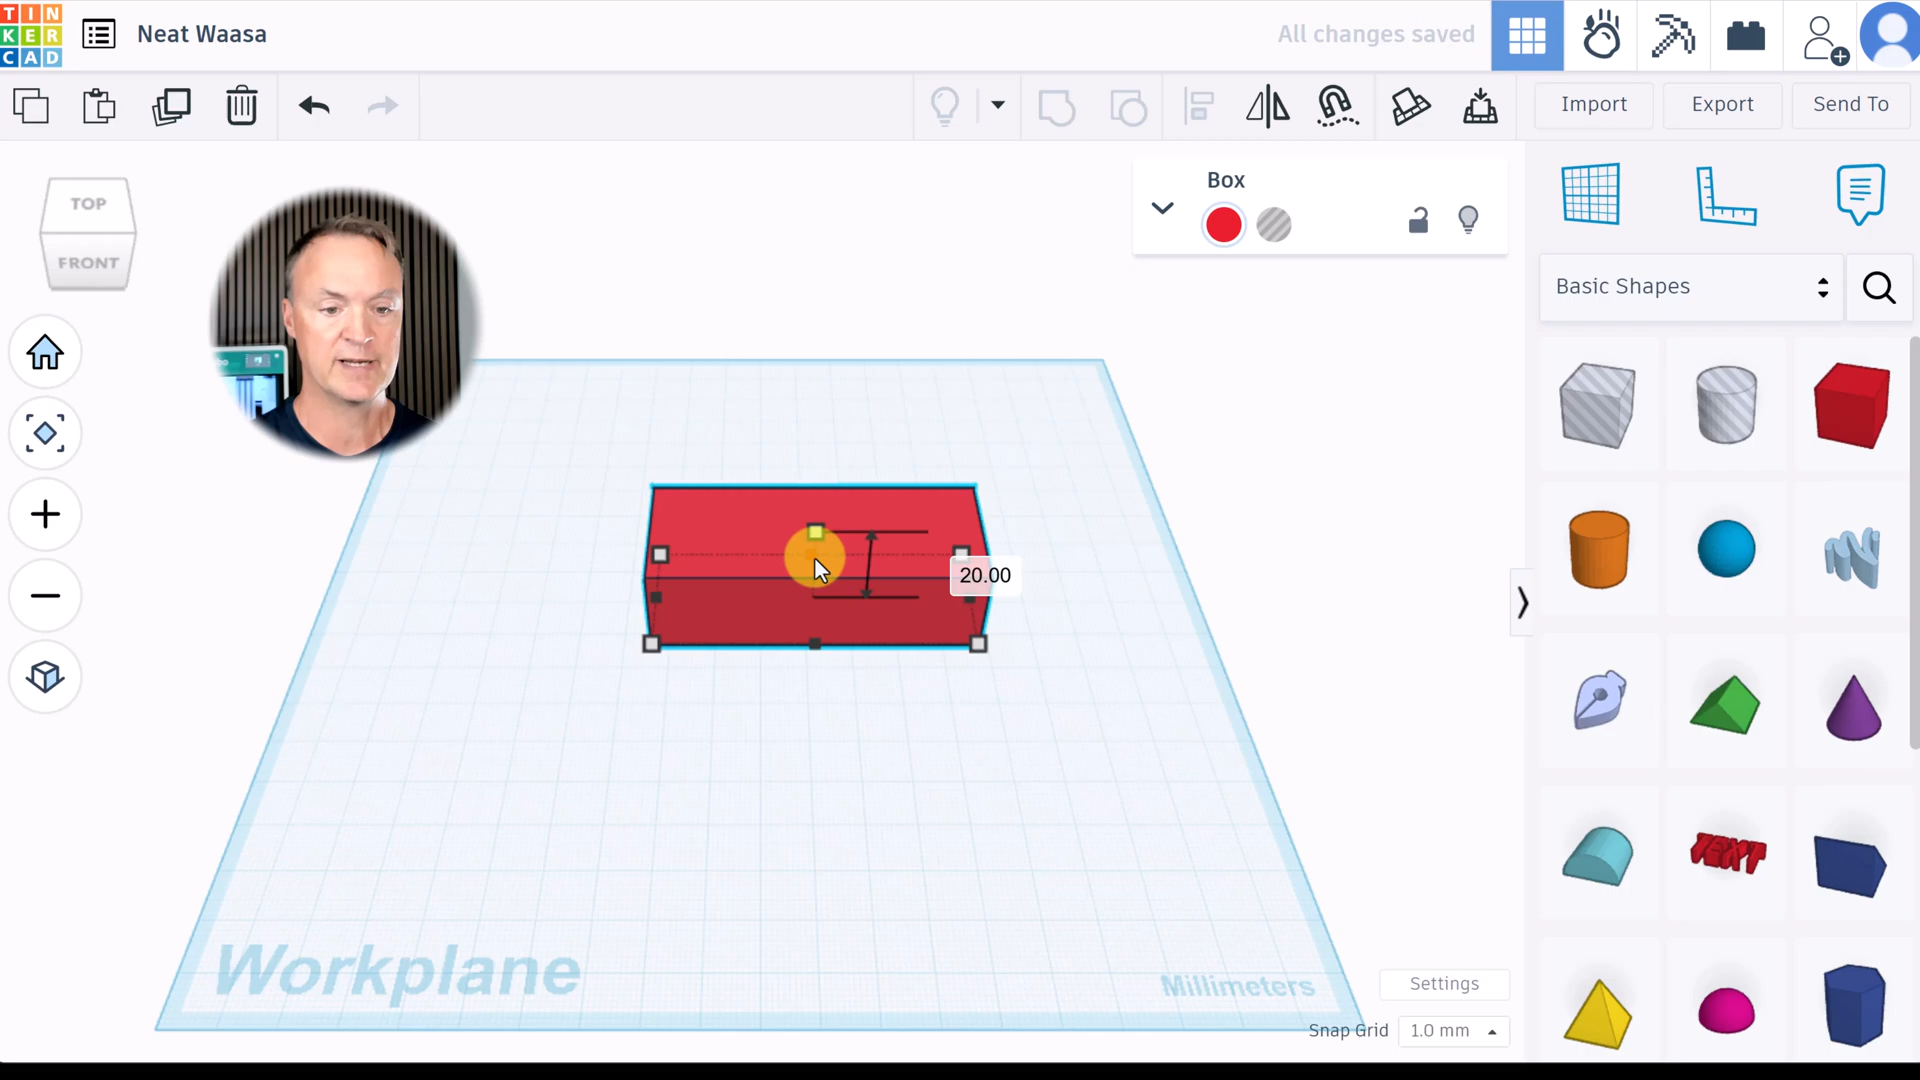 TIN
KER
CAD
Neat Waasa
All changes saved
Import
Export
Send To
TOP
FRONT
Box
Basic Shapes
20.00
TEXT
Workplane
Millimeters
Settings
Snap Grid
1.0 mm